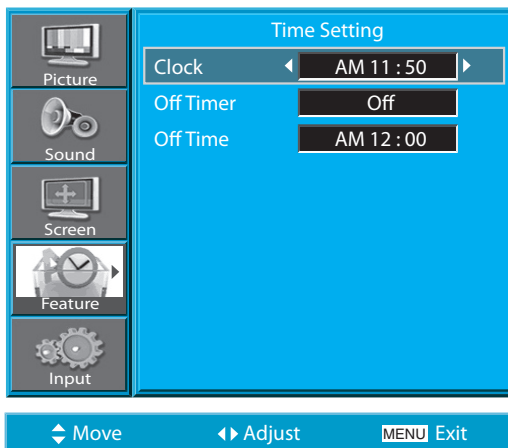 Time Setting
Picture
Sound
Screen
Feature
Input
Clock AM 11 : 50
Off Timer Off
Off Time AM 12 : 00
Move Adjust MENU Exit